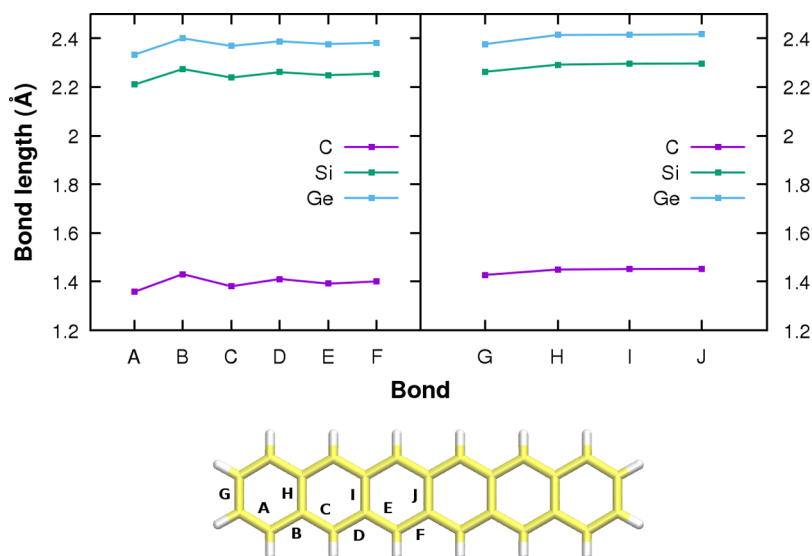 2.4
2.2
2
1.8
1.6
1.4
1.2
Bond length (Å)
C
Si
Ge
A B C D E F
C
Si
Ge
G H I J
2.4
2.2
2
1.8
1.6
1.4
1.2
Bond
G A H C I E J
B D F